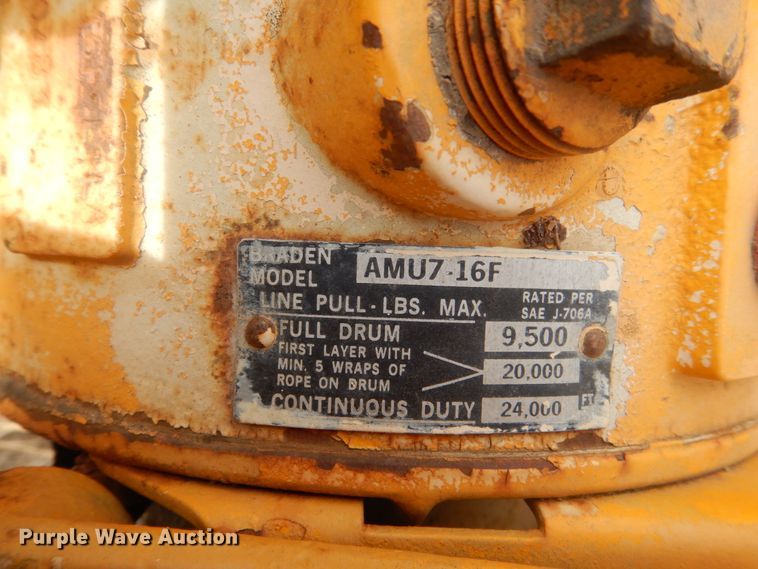 BRADEN
MODEL AMU7-16F
LINE PULL-LBS. MAX. RATED PER
SAE J-706A
FULL DRUM 9,500
FIRST LAYER WITH
MIN. 5 WRAPS OF 20,000
ROPE ON DRUM
CONTINUOUS DUTY 24,000 FT
Purple Wave Auction